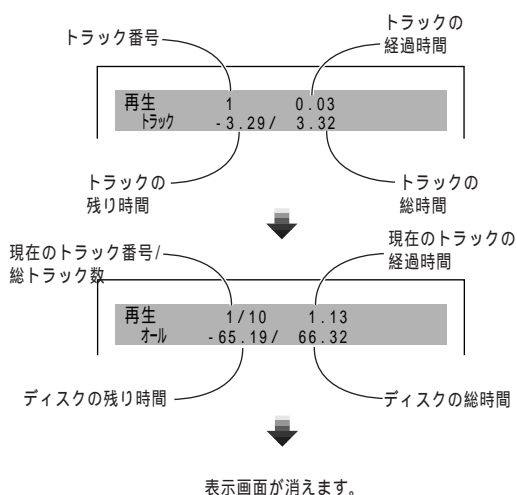 トラック番号
トラックの
経過時間
再生 1 0.03
トラック -3.29/ 3.32
トラックの
残り時間
トラックの
総時間
現在のトラック番号/
総トラック数
現在のトラックの
経過時間
再生 1/10 1.13
オール -65.19/ 66.32
ディスクの残り時間
ディスクの総時間
表示画面が消えます。